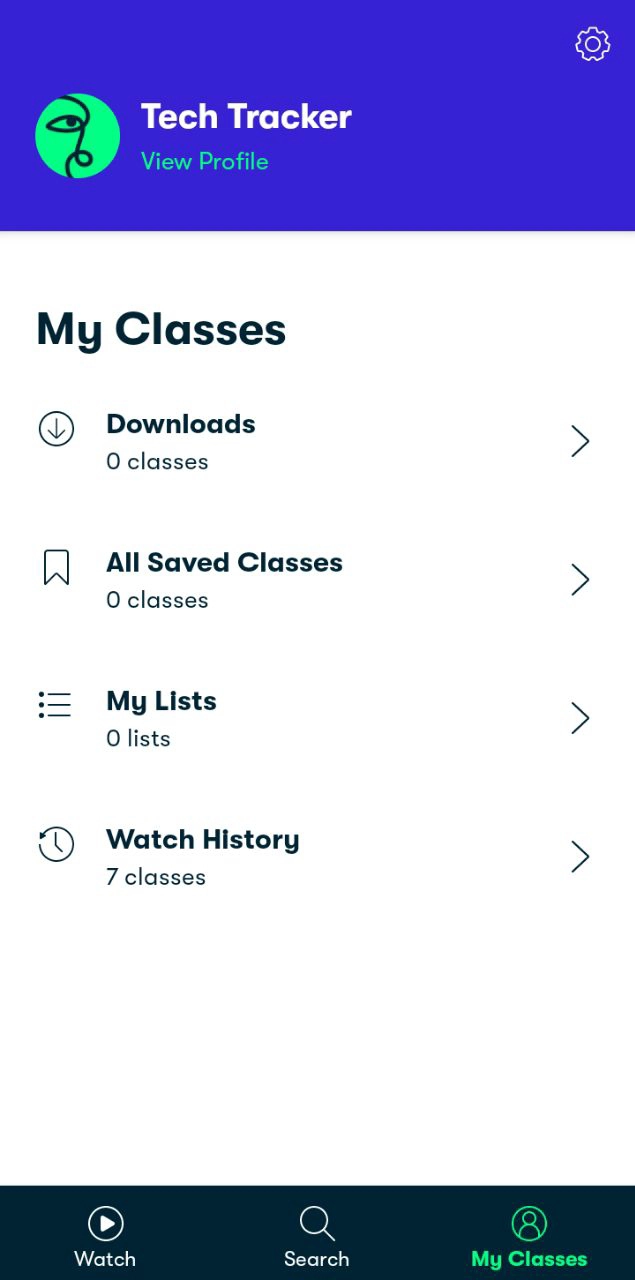 Tech Tracker
View Profile
My Classes
Downloads
0 classes
All Saved Classes
0 classes
My Lists
0 lists
Watch History
7 classes
Watch
Search
My Classes